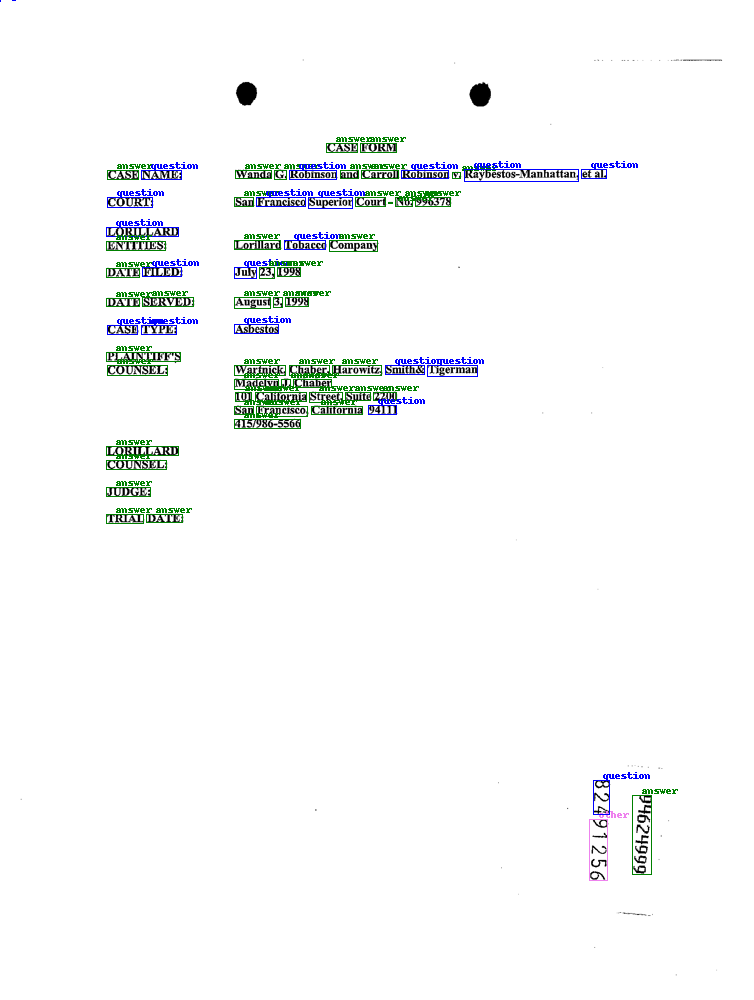 CASE FORM
CASE NAME: Wanda G. Robinson and Carroll Robinson v. Raybestos-Manhattan, et al.
COURT: San Francisco Superior Court - No. 996378
LORILLARD
ENTITIES: Lorillard Tobacco Company
DATE FILED: July 23, 1998
DATE SERVED: August 3, 1998
CASE TYPE: Asbestos
PLAINTIFF'S
COUNSEL: Wartnick, Chaber, Harowitz, Smith& Tigerman
Madelyn J. Chaber
101 California Street, Suite 2200
San Francisco, California 94111
415/986-5566
LORILLARD
COUNSEL:
JUDGE:
TRIAL DATE:
82491256
94624999